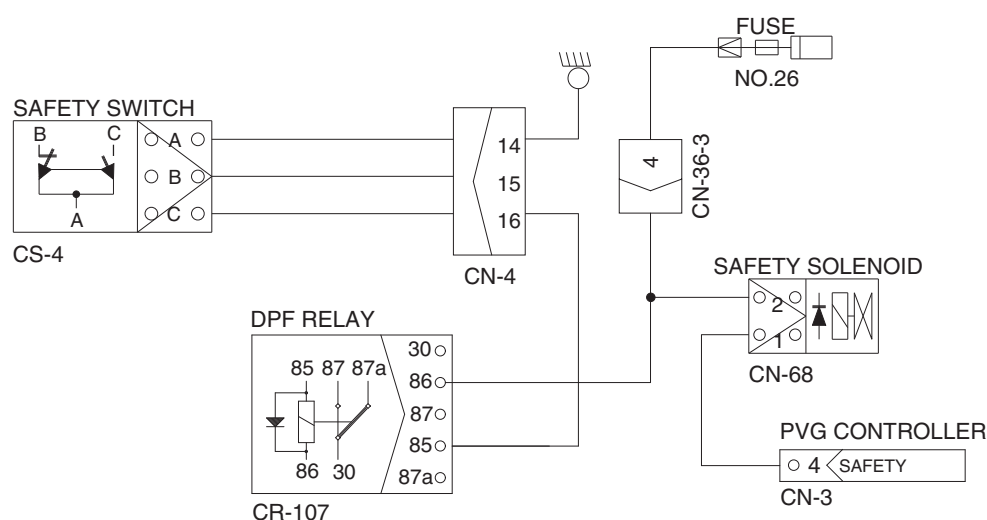 FUSE
NO.26
SAFETY SWITCH
B C A
A
B
C
CS-4
14
15
16
CN-4
4
CN-36-3
SAFETY SOLENOID
2
1
CN-68
DPF RELAY
85 87 87a
86 30
30
86
87
85
87a
CR-107
PVG CONTROLLER
4 SAFETY
CN-3